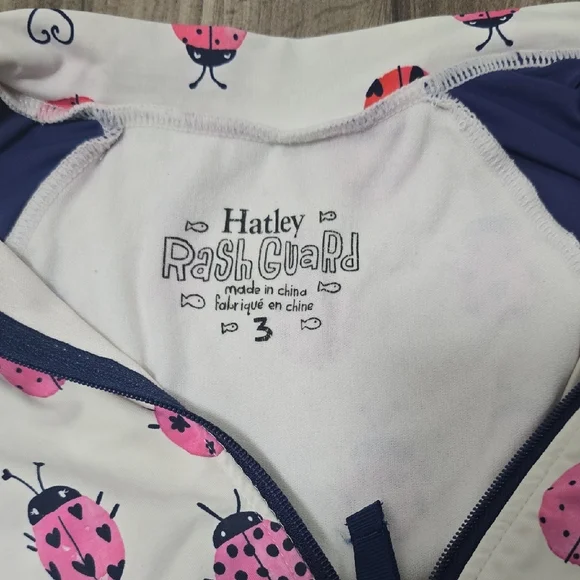 Hatley
RaSh GuaRd
made in china
fabriqué en chine
3